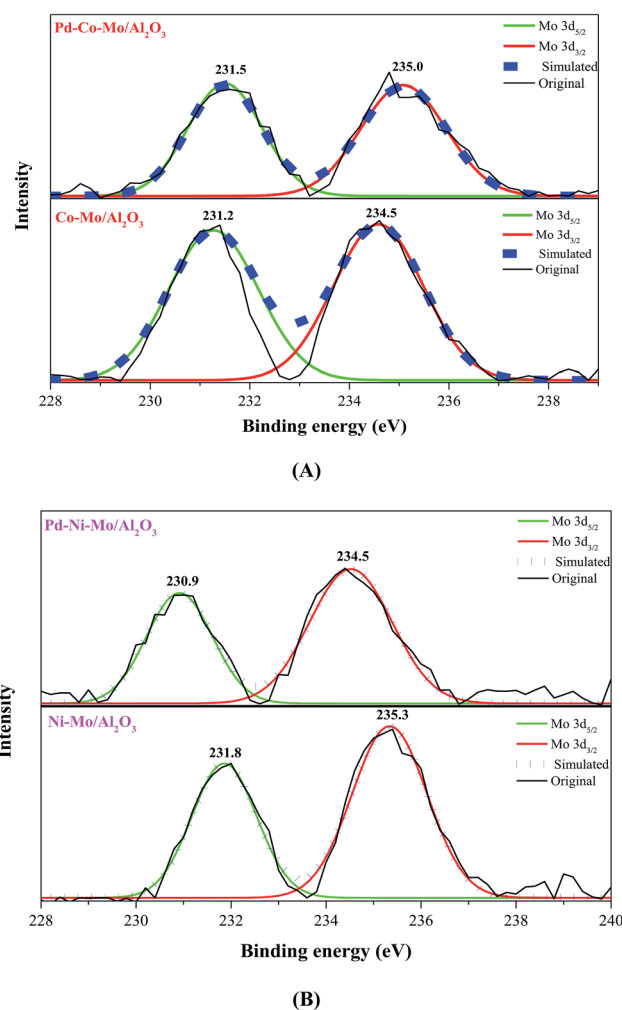 Pd-Co-Mo/Al₂O₃
231.5
235.0
Mo 3d₅/₂
Mo 3d₃/₂
Simulated
Original
Co-Mo/Al₂O₃
231.2
234.5
Mo 3d₅/₂
Mo 3d₃/₂
Simulated
Original
Intensity
228 230 232 234 236 238
Binding energy (eV)
(A)
Pd-Ni-Mo/Al₂O₃
230.9
234.5
Mo 3d₅/₂
Mo 3d₃/₂
Simulated
Original
Ni-Mo/Al₂O₃
231.8
235.3
Mo 3d₅/₂
Mo 3d₃/₂
Simulated
Original
Intensity
228 230 232 234 236 238 240
Binding energy (eV)
(B)